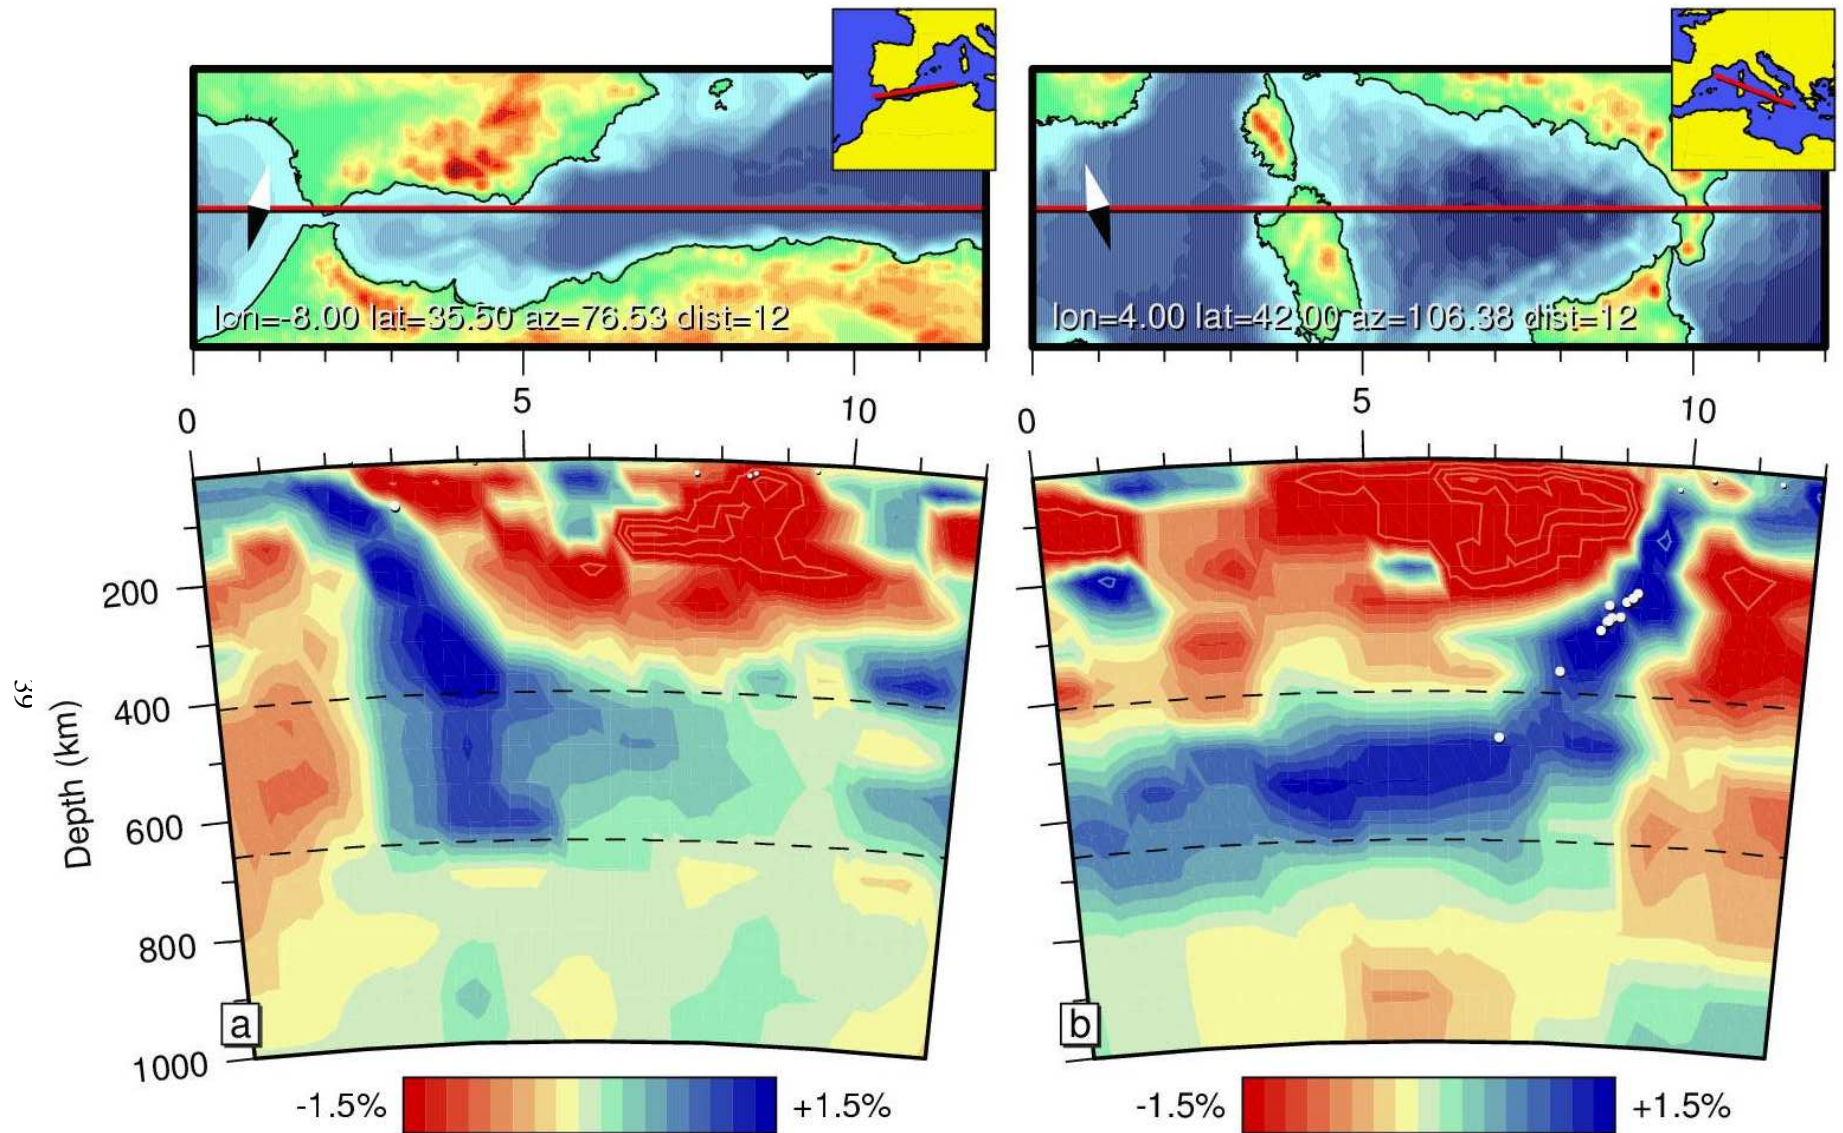 lon=-8.00 lat=35.50 az=76.53 dist=12
lon=4.00 lat=42.00 az=106.38 dist=12
0 5 10
0 5 10
200
400
600
800
1000
Depth (km)
39
a
b
-1.5% +1.5%
-1.5% +1.5%